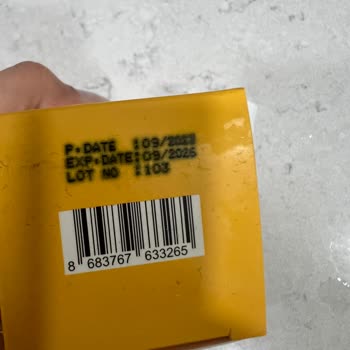 P.DATE :09/2023
EXP.DATE:09/2026
LOT NO :103
8 683767 633265